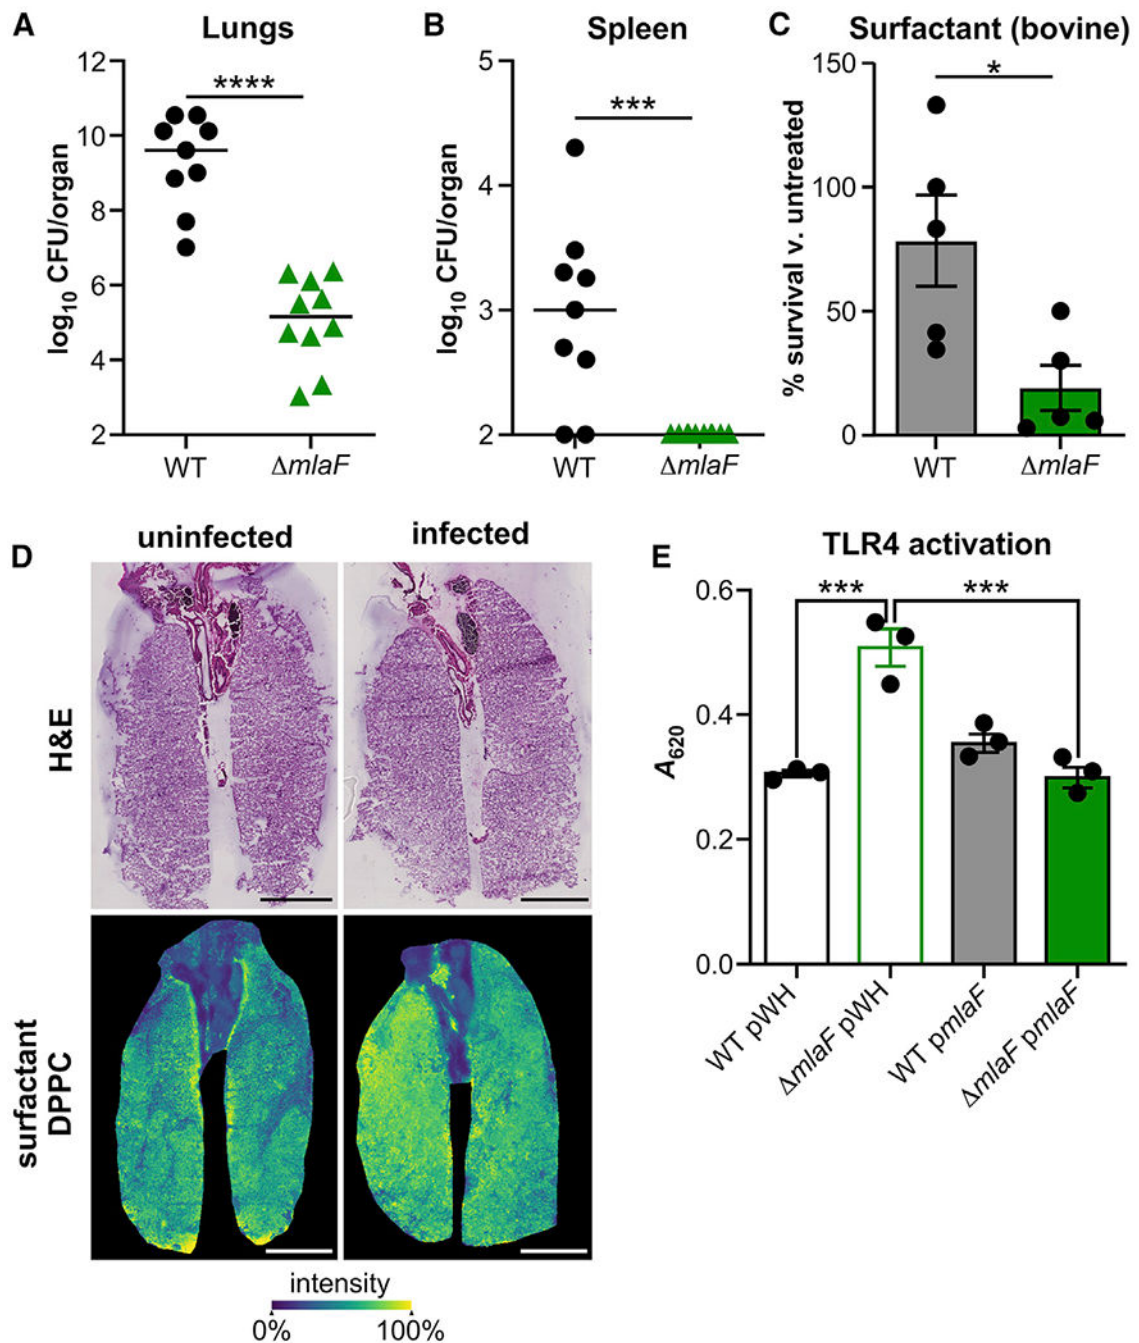 A
Lungs
log10 CFU/organ
12
10
8
6
4
2
****
WT
ΔmlaF
B
Spleen
log10 CFU/organ
5
4
3
2
***
WT
ΔmlaF
C
Surfactant (bovine)
% survival v. untreated
150
100
50
0
*
WT
ΔmlaF
D
uninfected
infected
H&E
surfactant
DPPC
intensity
0%
100%
E
TLR4 activation
A620
0.6
0.4
0.2
0.0
***
***
WT pWH
ΔmlaF pWH
WT pmlaF
ΔmlaF pmlaF